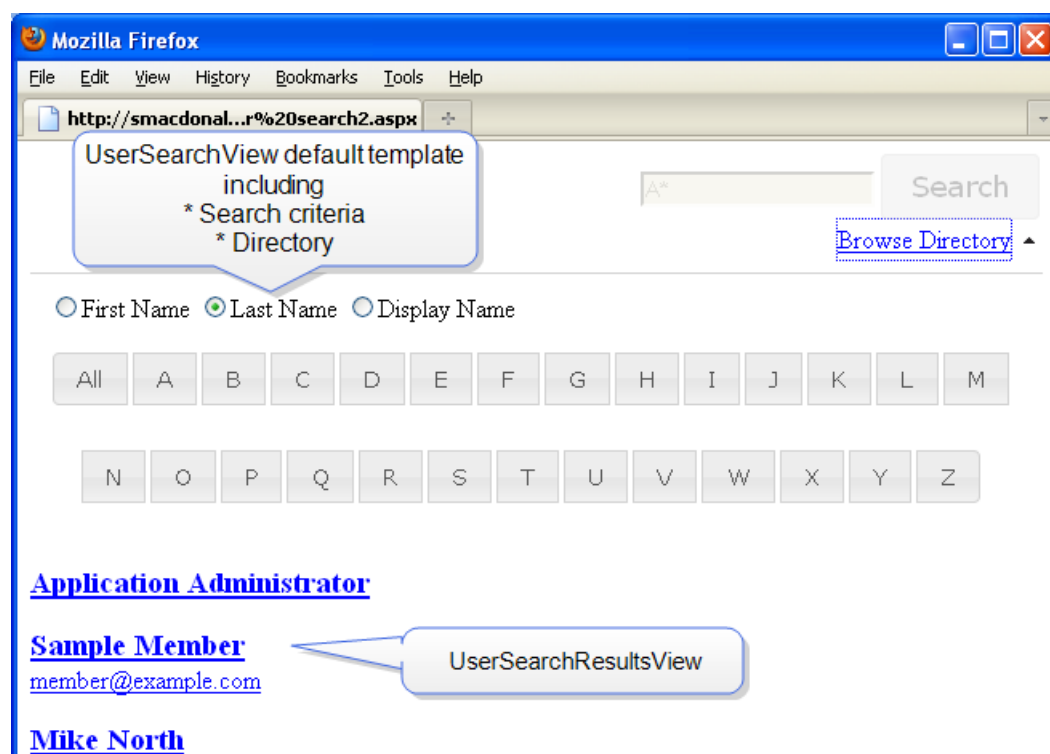 Mozilla Firefox
File Edit View History Bookmarks Tools Help
http://smacdonal...r%20search2.aspx
UserSearchView default template
including
* Search criteria
* Directory
A* Search
Browse Directory
First Name Last Name Display Name
All A B C D E F G H I J K L M
N O P Q R S T U V W X Y Z
Application Administrator
Sample Member
UserSearchResultsView
member@example.com
Mike North